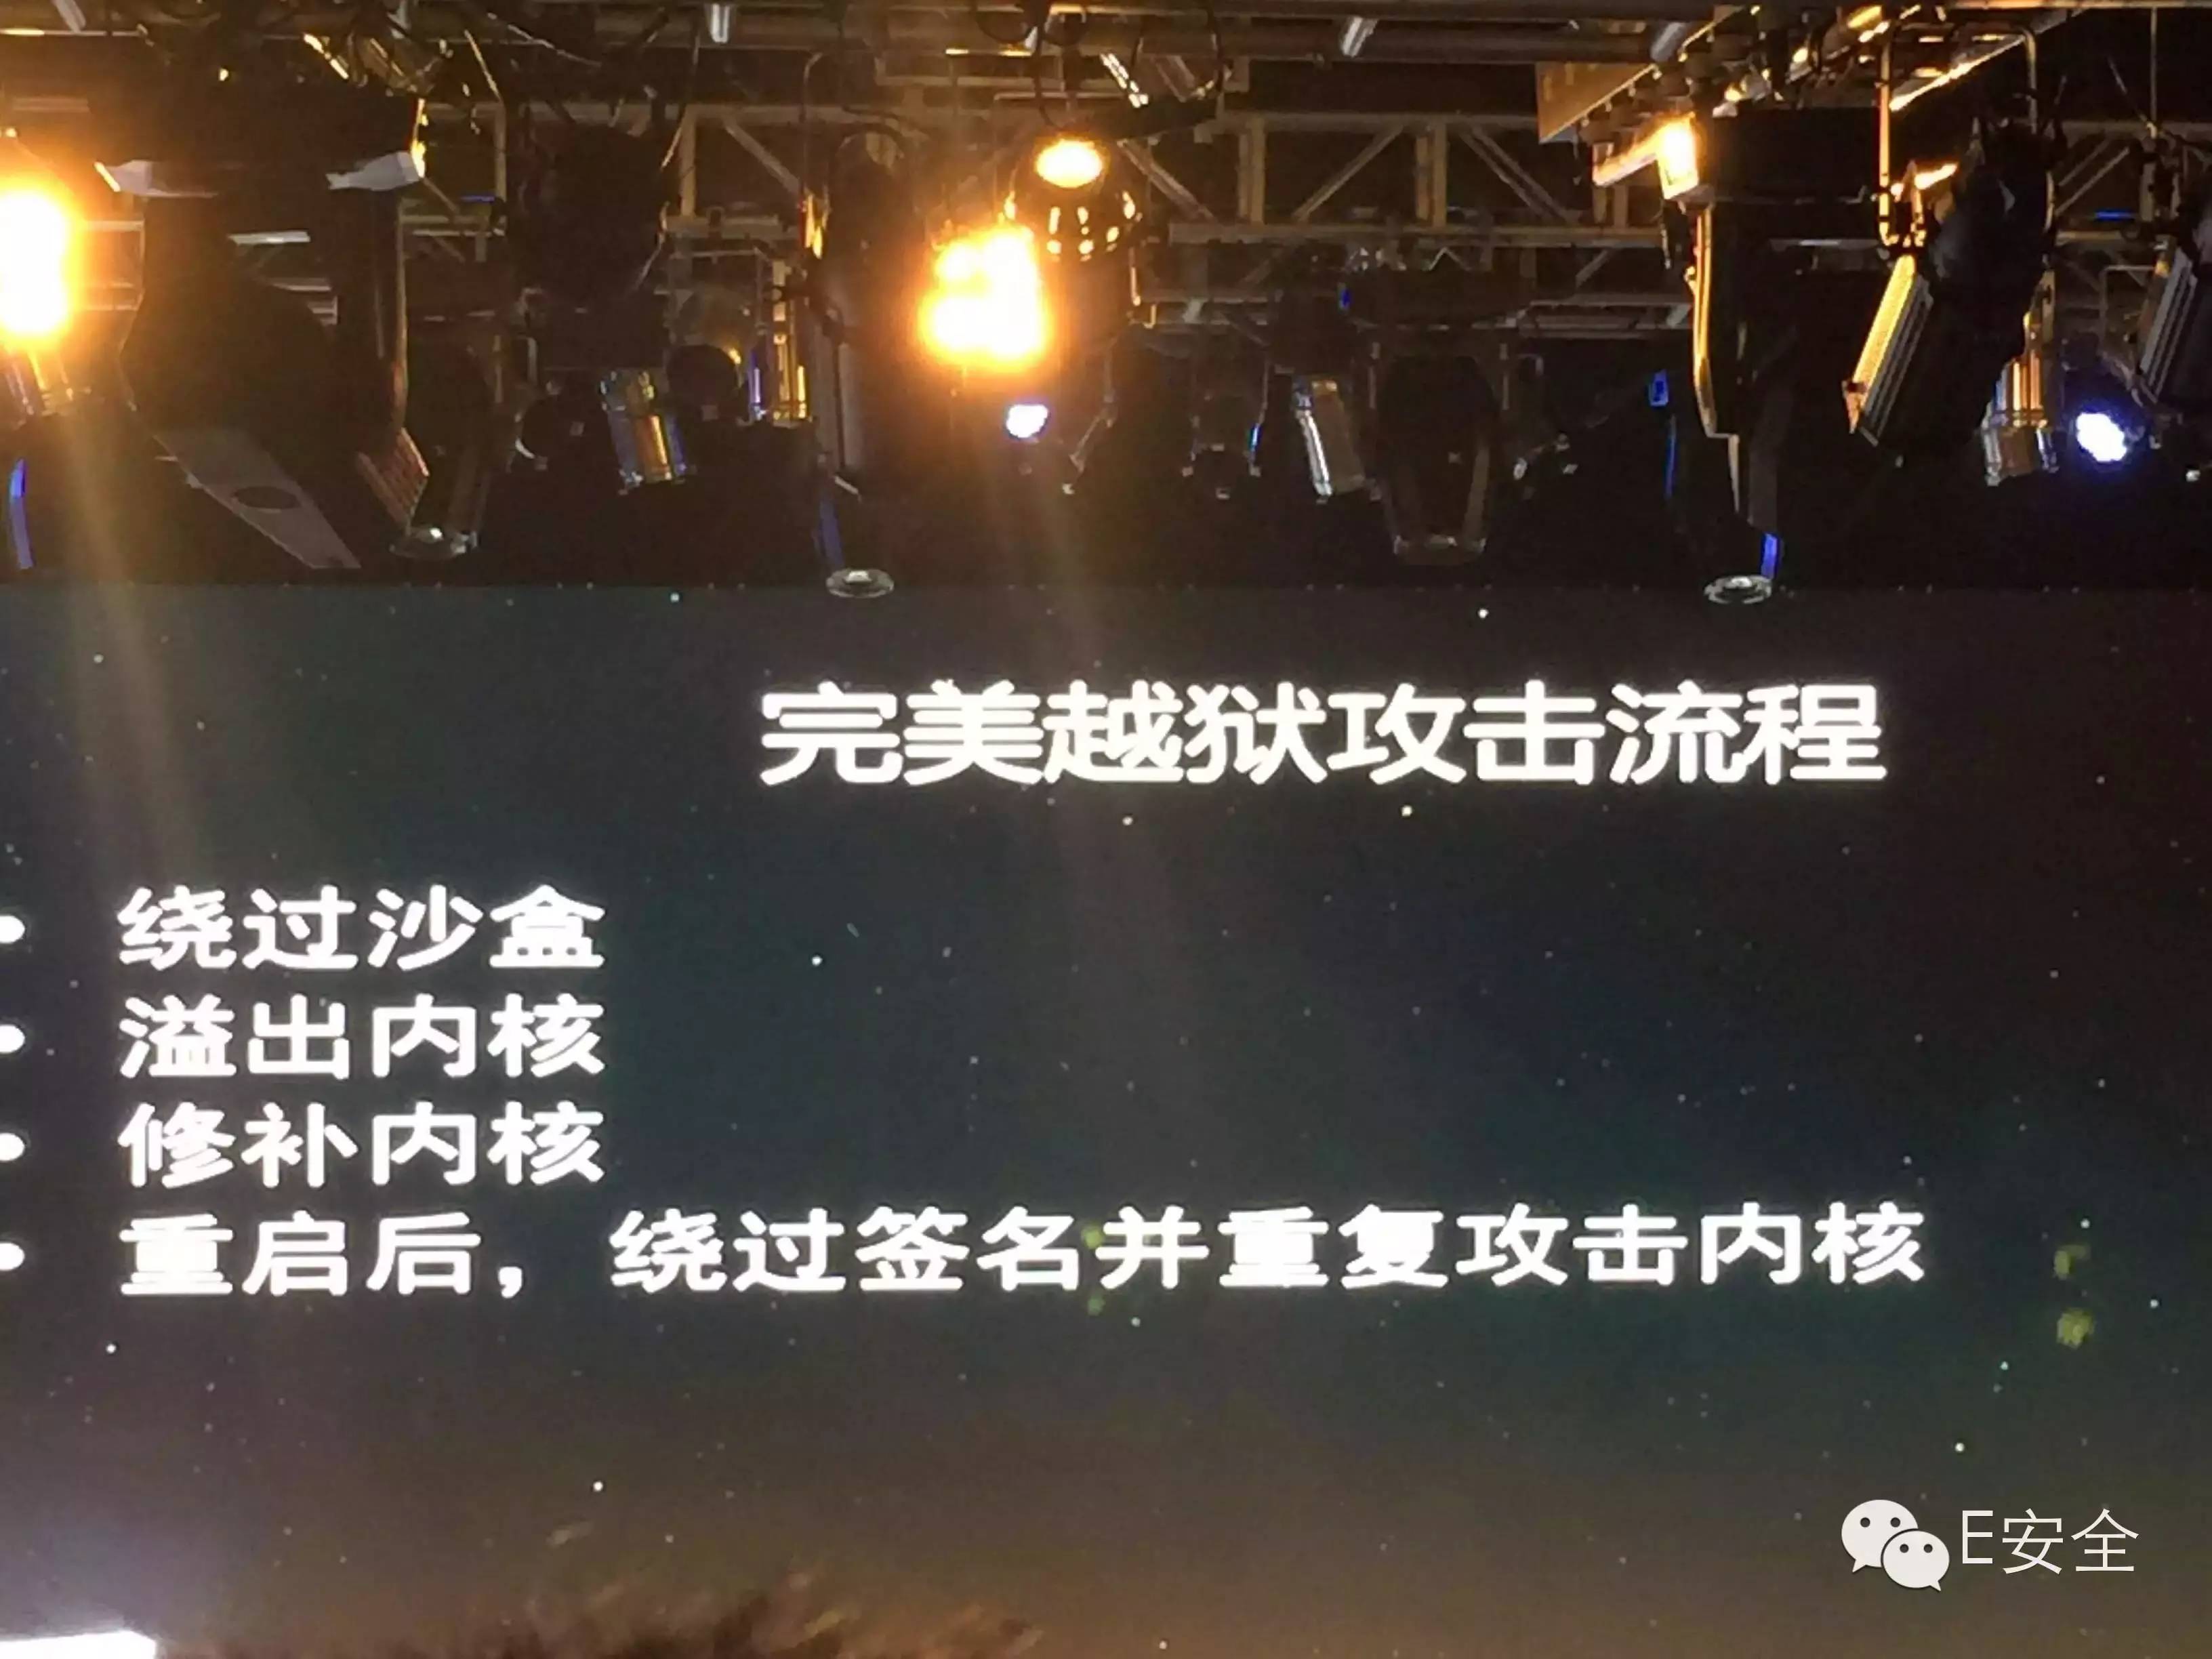 完美越狱攻击流程
• 绕过沙盒
• 溢出内核
• 修补内核
• 重启后，绕过签名并重复攻击内核
E安全